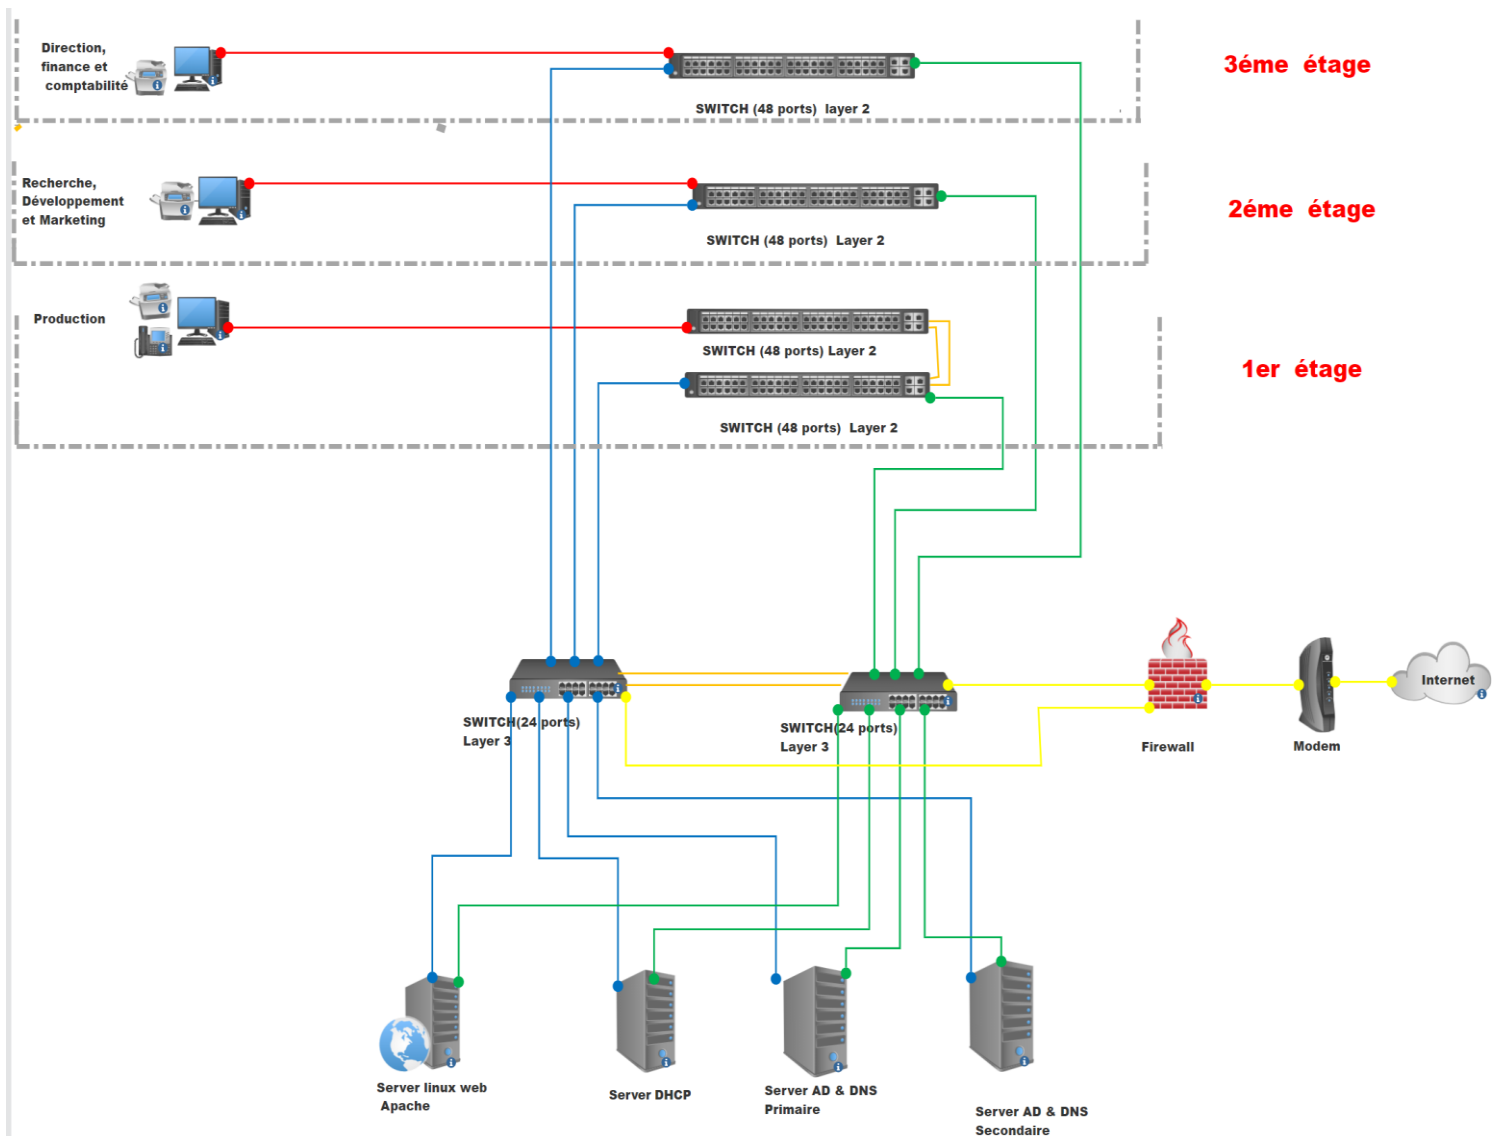 Direction,
finance et
comptabilité
SWITCH (48 ports) layer 2
3éme étage
Recherche,
Développement
et Marketing
SWITCH (48 ports) Layer 2
2éme étage
Production
SWITCH (48 ports) Layer 2
SWITCH (48 ports) Layer 2
1er étage
SWITCH(24 ports)
Layer 3
SWITCH(24 ports)
Layer 3
Firewall
Modem
Internet
Server linux web
Apache
Server DHCP
Server AD & DNS
Primaire
Server AD & DNS
Secondaire